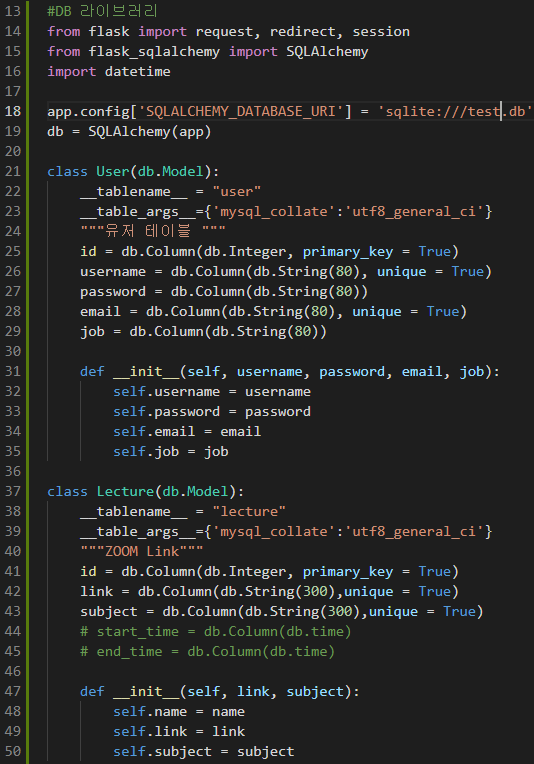 13 #DB 라이브러리
14 from flask import request, redirect, session
15 from flask_sqlalchemy import SQLAlchemy
16 import datetime
17
18 app.config['SQLALCHEMY_DATABASE_URI'] = 'sqlite:///test.db'
19 db = SQLAlchemy(app)
20
21 class User(db.Model):
22     __tablename__ = "user"
23     __table_args__={'mysql_collate':'utf8_general_ci'}
24     """유저 테이블 """
25     id = db.Column(db.Integer, primary_key = True)
26     username = db.Column(db.String(80), unique = True)
27     password = db.Column(db.String(80))
28     email = db.Column(db.String(80), unique = True)
29     job = db.Column(db.String(80))
30
31     def __init__(self, username, password, email, job):
32         self.username = username
33         self.password = password
34         self.email = email
35         self.job = job
36
37 class Lecture(db.Model):
38     __tablename__ = "lecture"
39     __table_args__={'mysql_collate':'utf8_general_ci'}
40     """ZOOM Link"""
41     id = db.Column(db.Integer, primary_key = True)
42     link = db.Column(db.String(300),unique = True)
43     subject = db.Column(db.String(300),unique = True)
44     # start_time = db.Column(db.time)
45     # end_time = db.Column(db.time)
46
47     def __init__(self, link, subject):
48         self.name = name
49         self.link = link
50         self.subject = subject